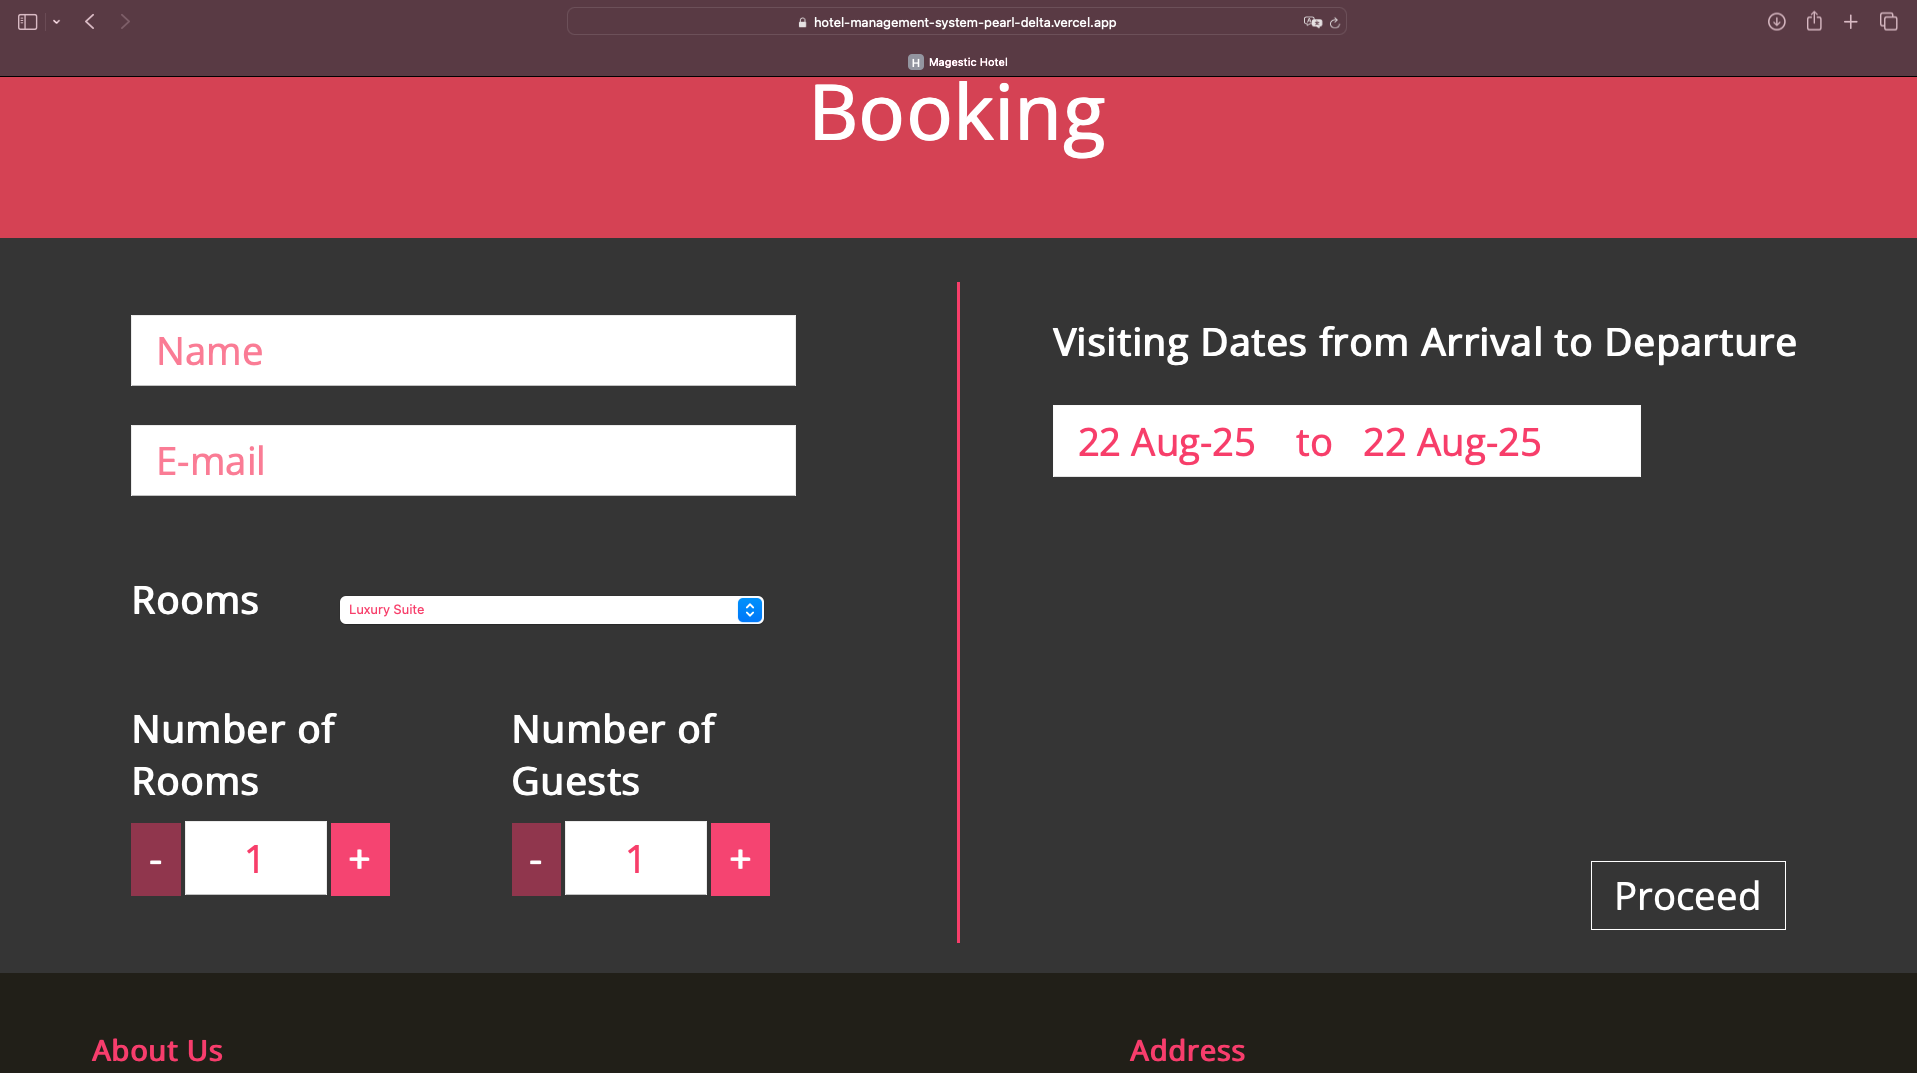 hotel-management-system-pearl-delta.vercel.app
H Magestic Hotel
Booking
Name
E-mail
Rooms
Luxury Suite
Number of
Rooms
- 1 +
Number of
Guests
- 1 +
Visiting Dates from Arrival to Departure
22 Aug-25 to 22 Aug-25
Proceed
About Us
Address